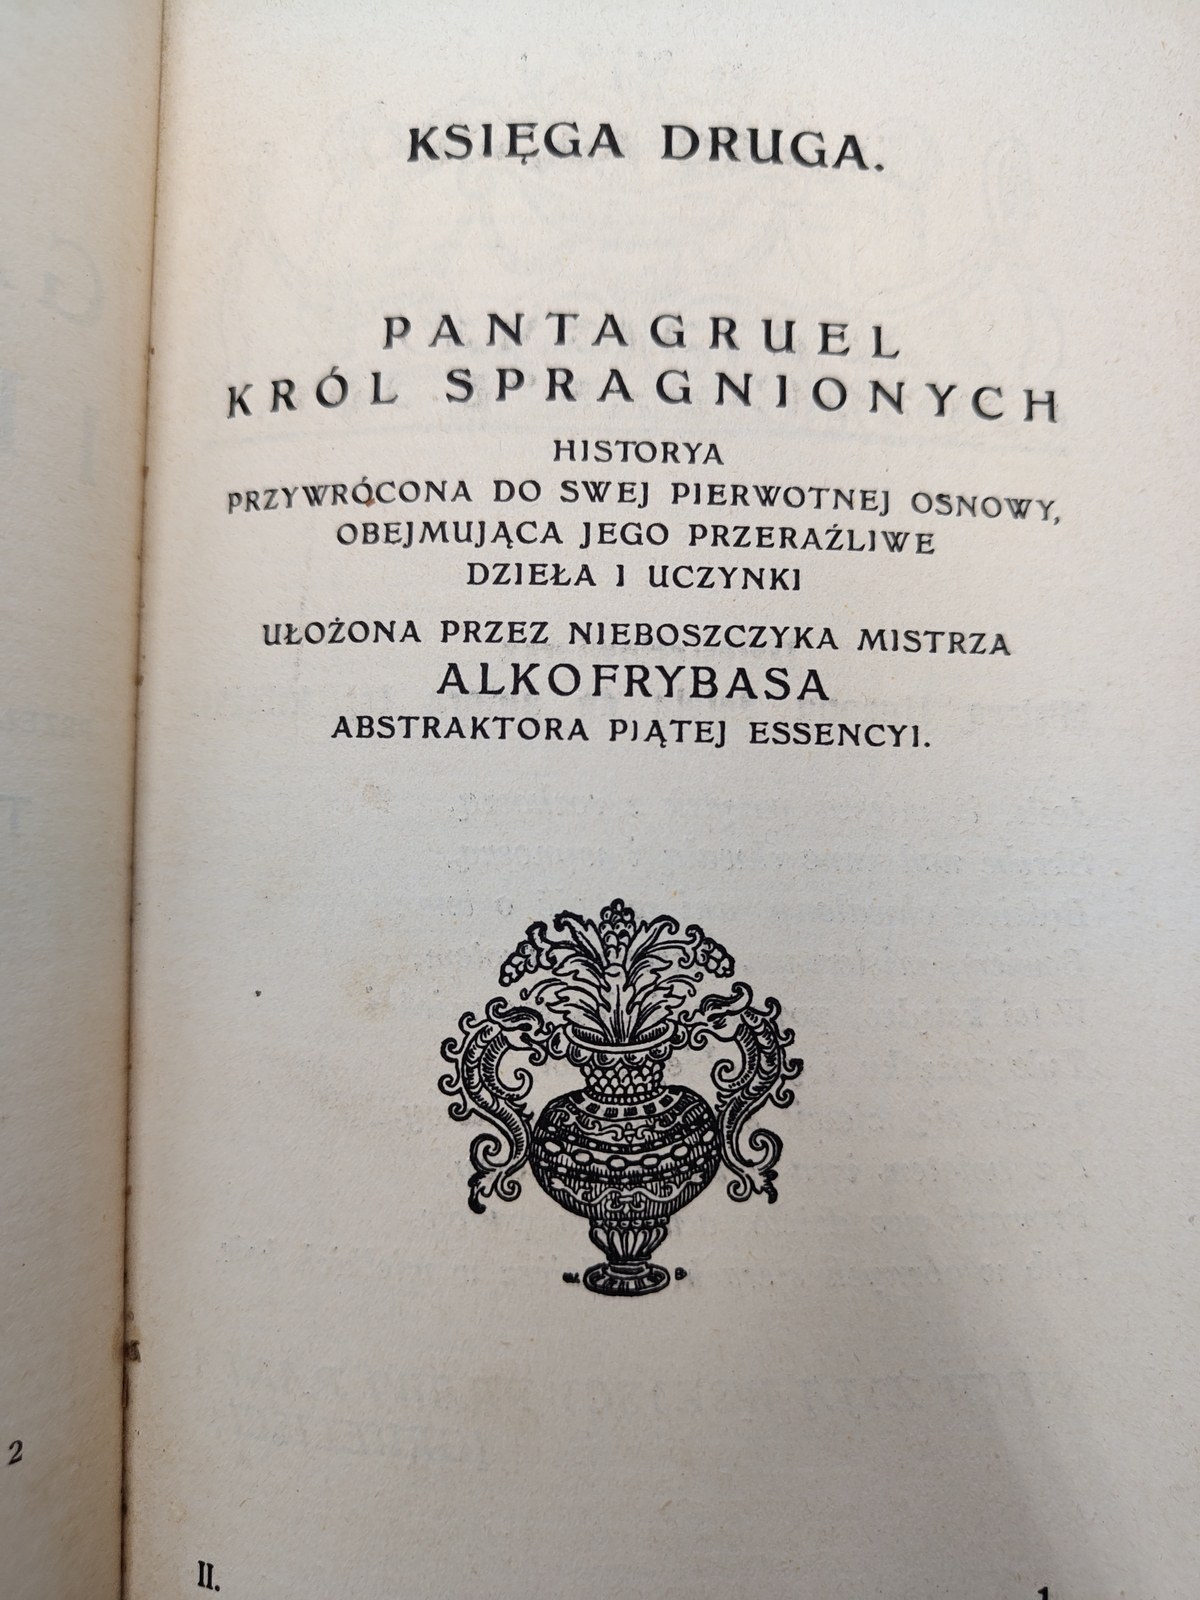 KSIĘGA DRUGA.
PANTAGRUEL
KRÓL SPRAGNIONYCH
HISTORYA
PRZYWRÓCONA DO SWEJ PIERWOTNEJ OSNOWY,
OBEJMUJĄCA JEGO PRZERAŹLIWE
DZIEŁA I UCZYNKI
UŁOŻONA PRZEZ NIEBOSZCZYKA MISTRZA
ALKOFRYBASA
ABSTRAKTORA PIĄTEJ ESSENCYI.
2
II.
1